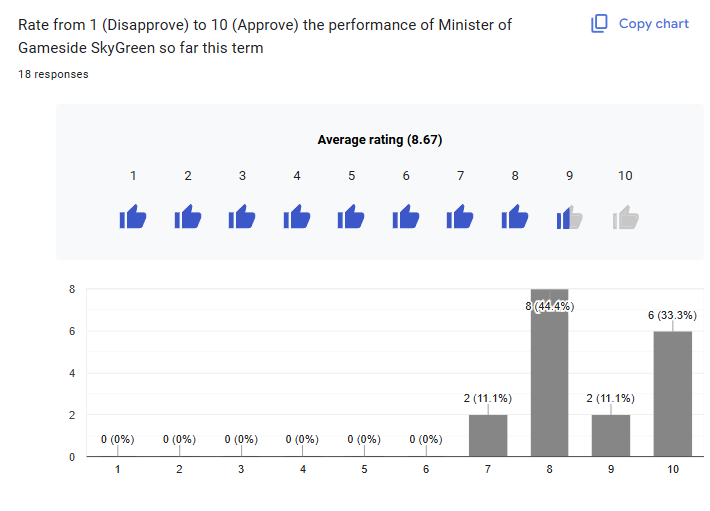 Rate from 1 (Disapprove) to 10 (Approve) the performance of Minister of
Gameside SkyGreen so far this term
Copy chart
18 responses
Average rating (8.67)
1 2 3 4 5 6 7 8 9 10
8
6
4
2
0
0 (0%) 0 (0%) 0 (0%) 0 (0%) 0 (0%) 0 (0%) 2 (11.1%) 8 (44.4%) 2 (11.1%) 6 (33.3%)
1 2 3 4 5 6 7 8 9 10